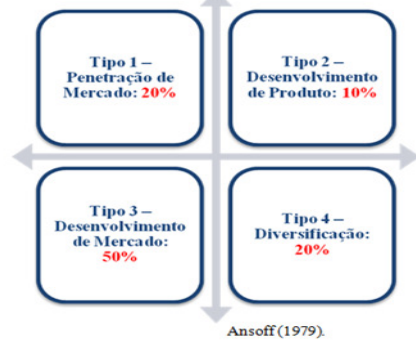 Tipo 1 –
Penetração de
Mercado: 20%
Tipo 2 –
Desenvolvimento
de Produto: 10%
Tipo 3 –
Desenvolvimento
de Mercado:
50%
Tipo 4 –
Diversificação:
20%
Ansoff (1979).